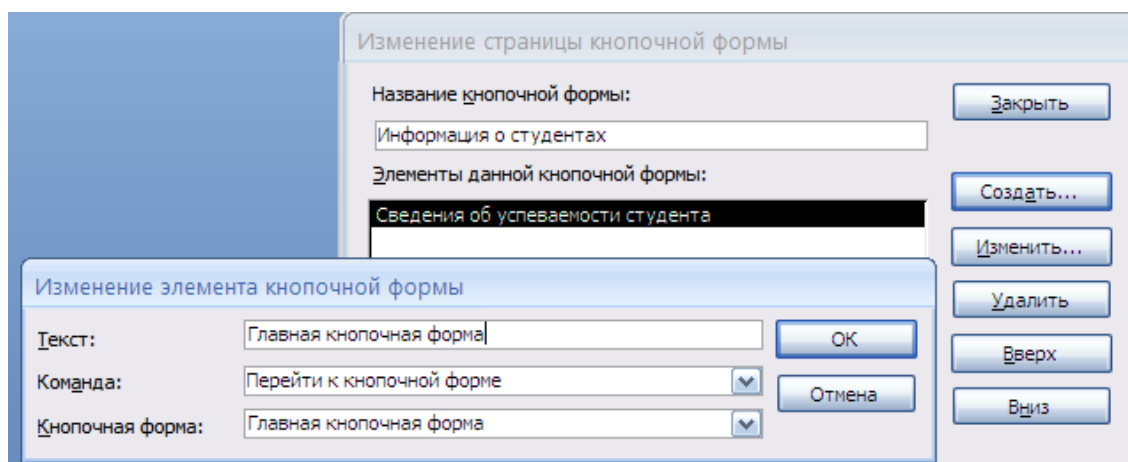 Изменение страницы кнопочной формы
Название кнопочной формы:
Закрыть
Информация о студентах
Элементы данной кнопочной формы:
Создать...
Сведения об успеваемости студента
Изменить...
Изменение элемента кнопочной формы
Удалить
Текст:
Главная кнопочная форма
ОК
Вверх
Команда:
Перейти к кнопочной форме
Отмена
Вниз
Кнопочная форма:
Главная кнопочная форма